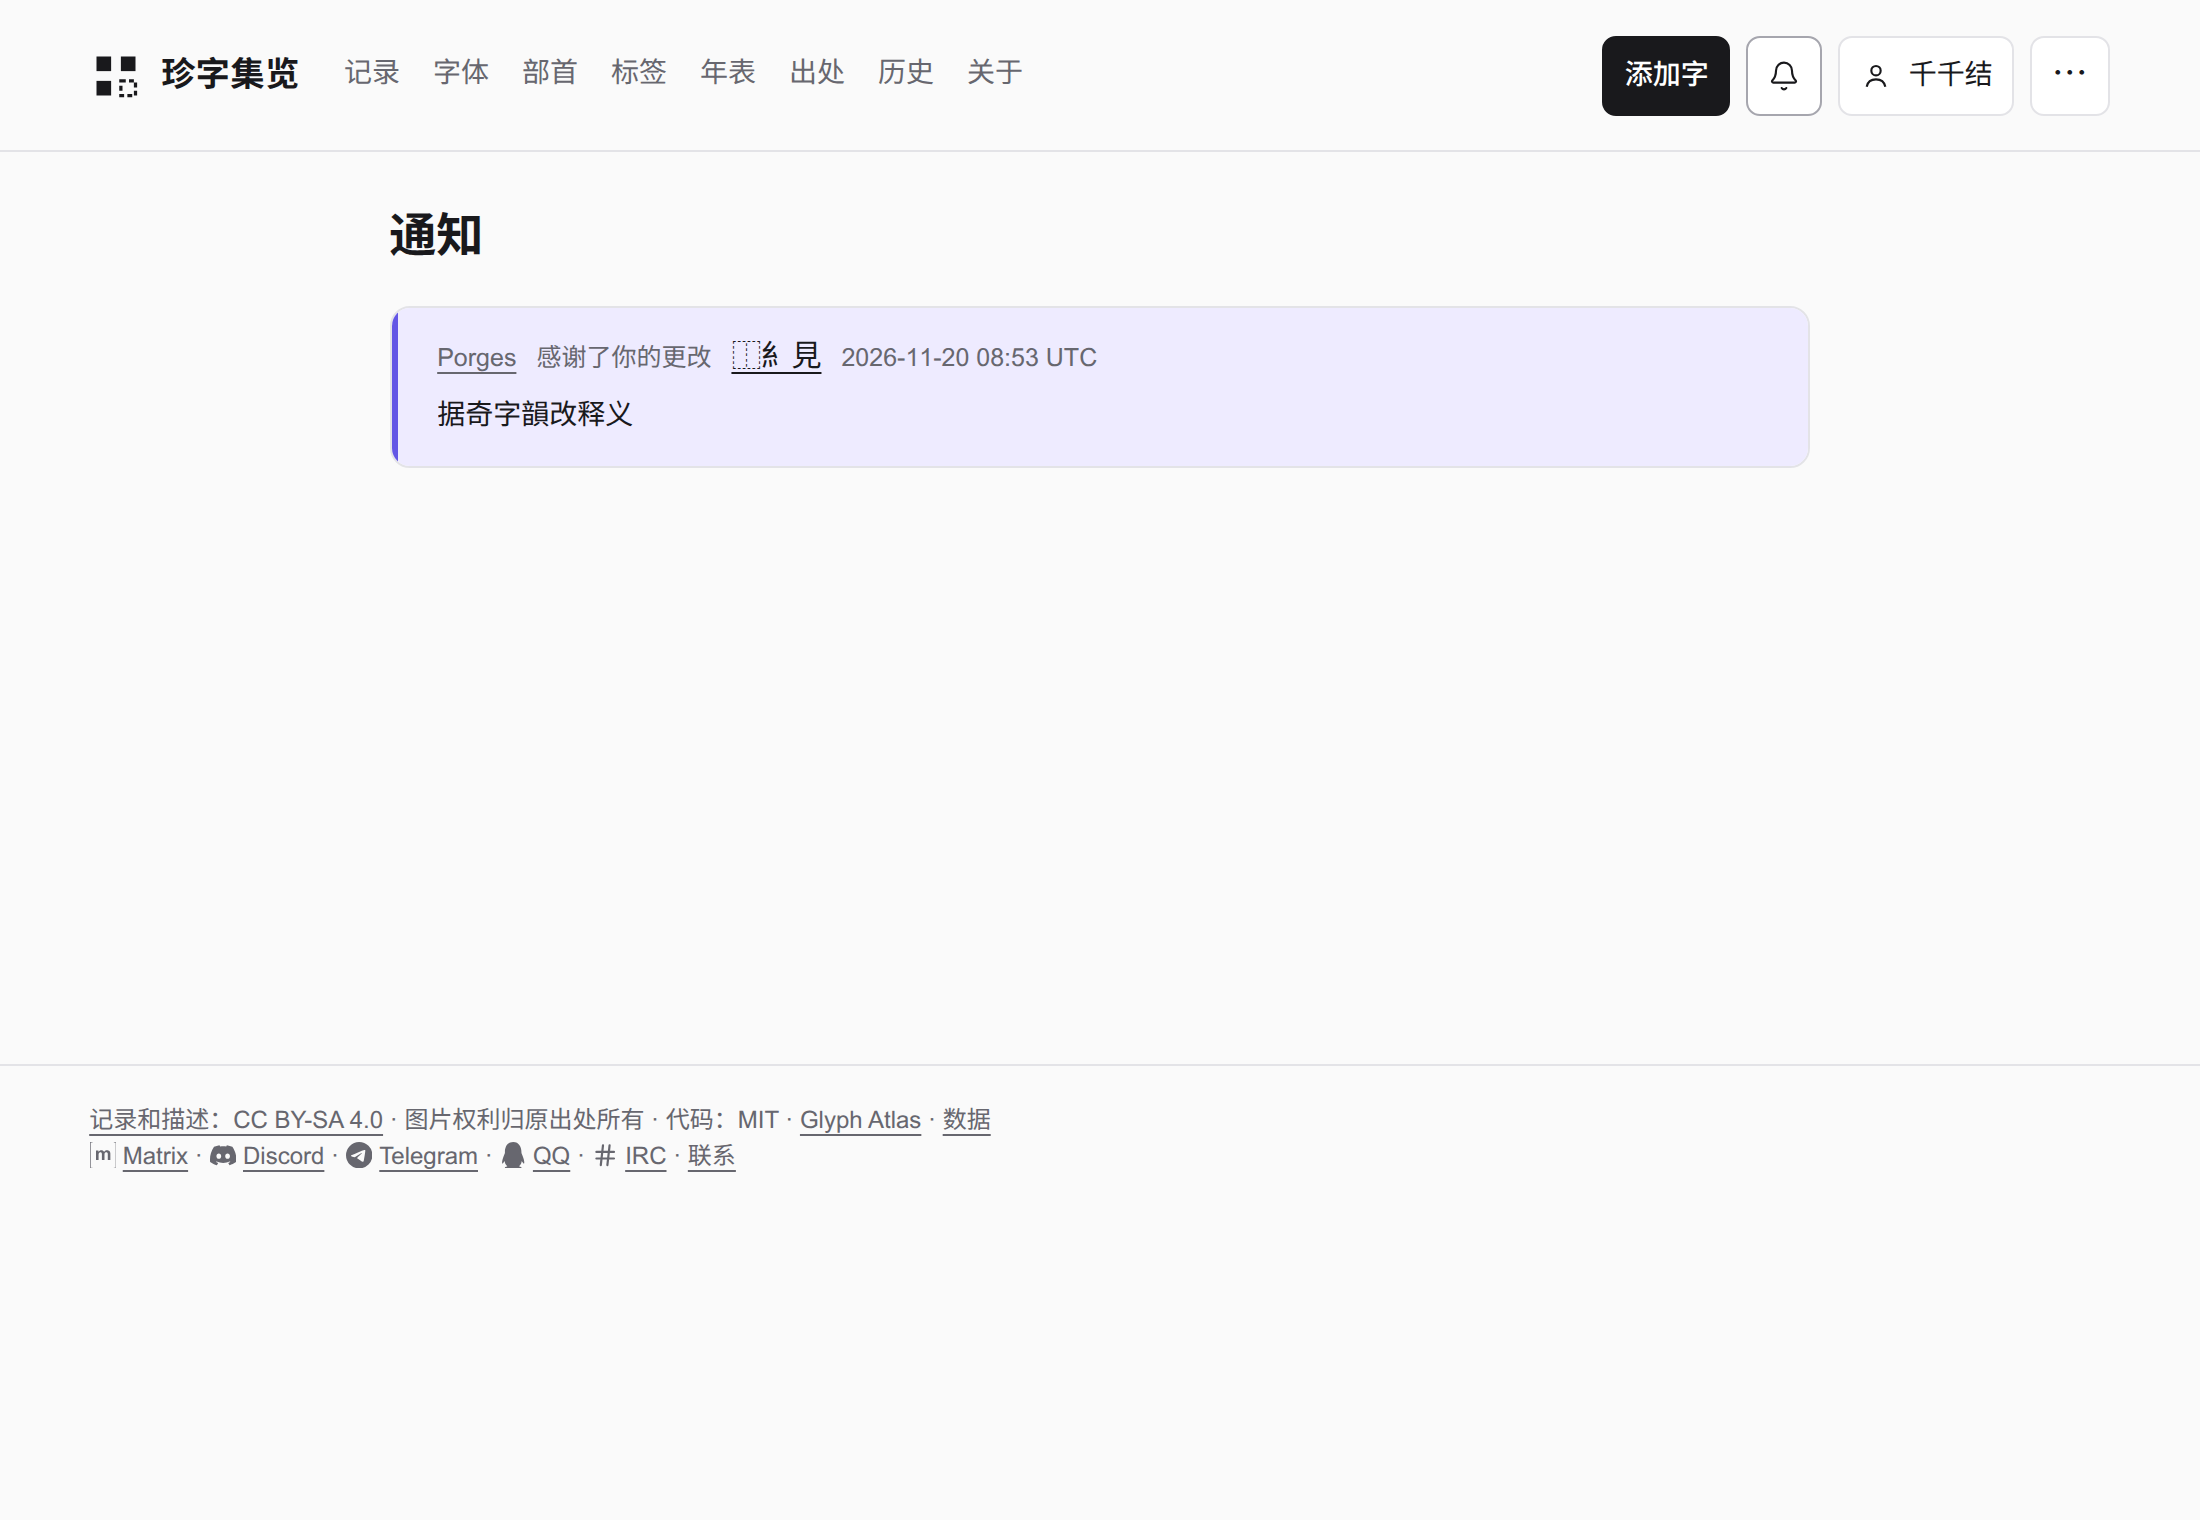 珍字集览 记录 字体 部首 标签 年表 出处 历史 关于 添加字 千千结 ···
通知
Porges 感谢了你的更改 ⿰糹見 2026-11-20 08:53 UTC
据奇字韻改释义
记录和描述：CC BY-SA 4.0 · 图片权利归原出处所有 · 代码：MIT · Glyph Atlas · 数据
[m] Matrix · Discord · Telegram · QQ · # IRC · 联系